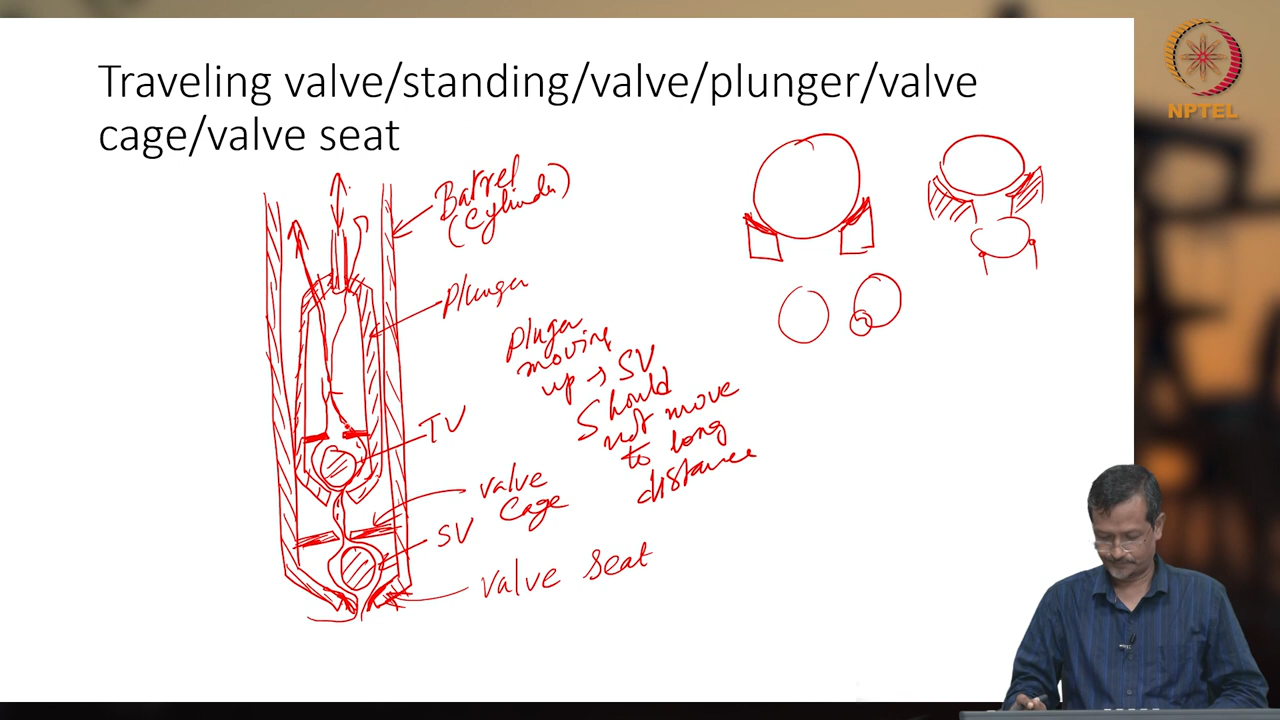 Traveling valve/standing/valve/plunger/valve
cage/valve seat
NPTEL
Barrel
(Cylinder)
plunger
pluger
moving
up → SV
Should
not move
to long
distance
TV
valve
cage
SV
valve seat